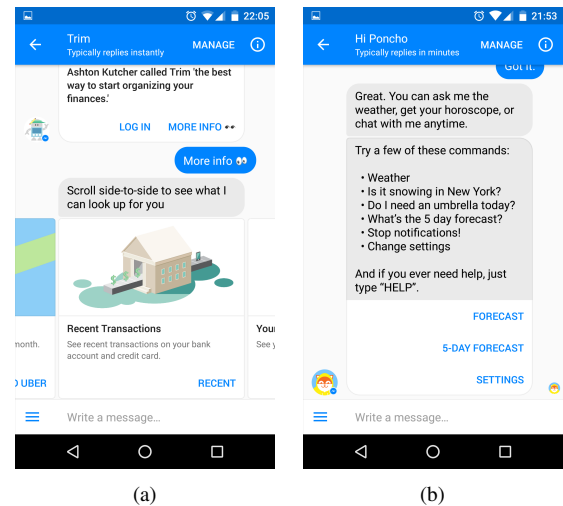 22:05
Trim
Typically replies instantly
MANAGE
Ashton Kutcher called Trim 'the best
way to start organizing your
finances.'
LOG IN MORE INFO 👀
More info 👀
Scroll side-to-side to see what I
can look up for you
month.
O UBER
Recent Transactions
See recent transactions on your bank
account and credit card.
RECENT
You
See y
Write a message...
(a)
21:53
Hi Poncho
Typically replies in minutes
MANAGE
Got it.
Great. You can ask me the
weather, get your horoscope, or
chat with me anytime.
Try a few of these commands:
• Weather
• Is it snowing in New York?
• Do I need an umbrella today?
• What's the 5 day forecast?
• Stop notifications!
• Change settings
And if you ever need help, just
type “HELP”.
FORECAST
5-DAY FORECAST
SETTINGS
Write a message...
(b)